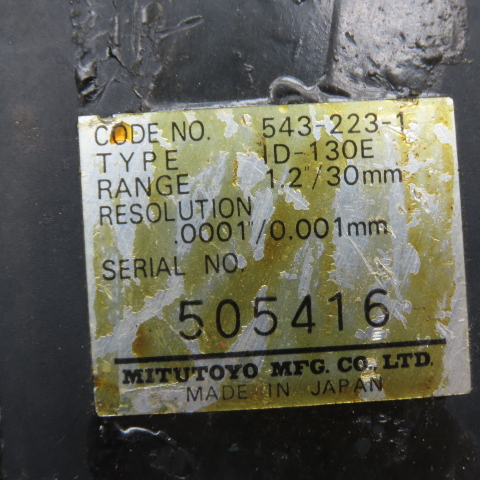 CODE NO. 543-223-1
TYPE ID-130E
RANGE 1.2"/30mm
RESOLUTION
.0001"/0.001mm
SERIAL NO.
505416
MITUTOYO MFG. CO., LTD.
MADE IN JAPAN